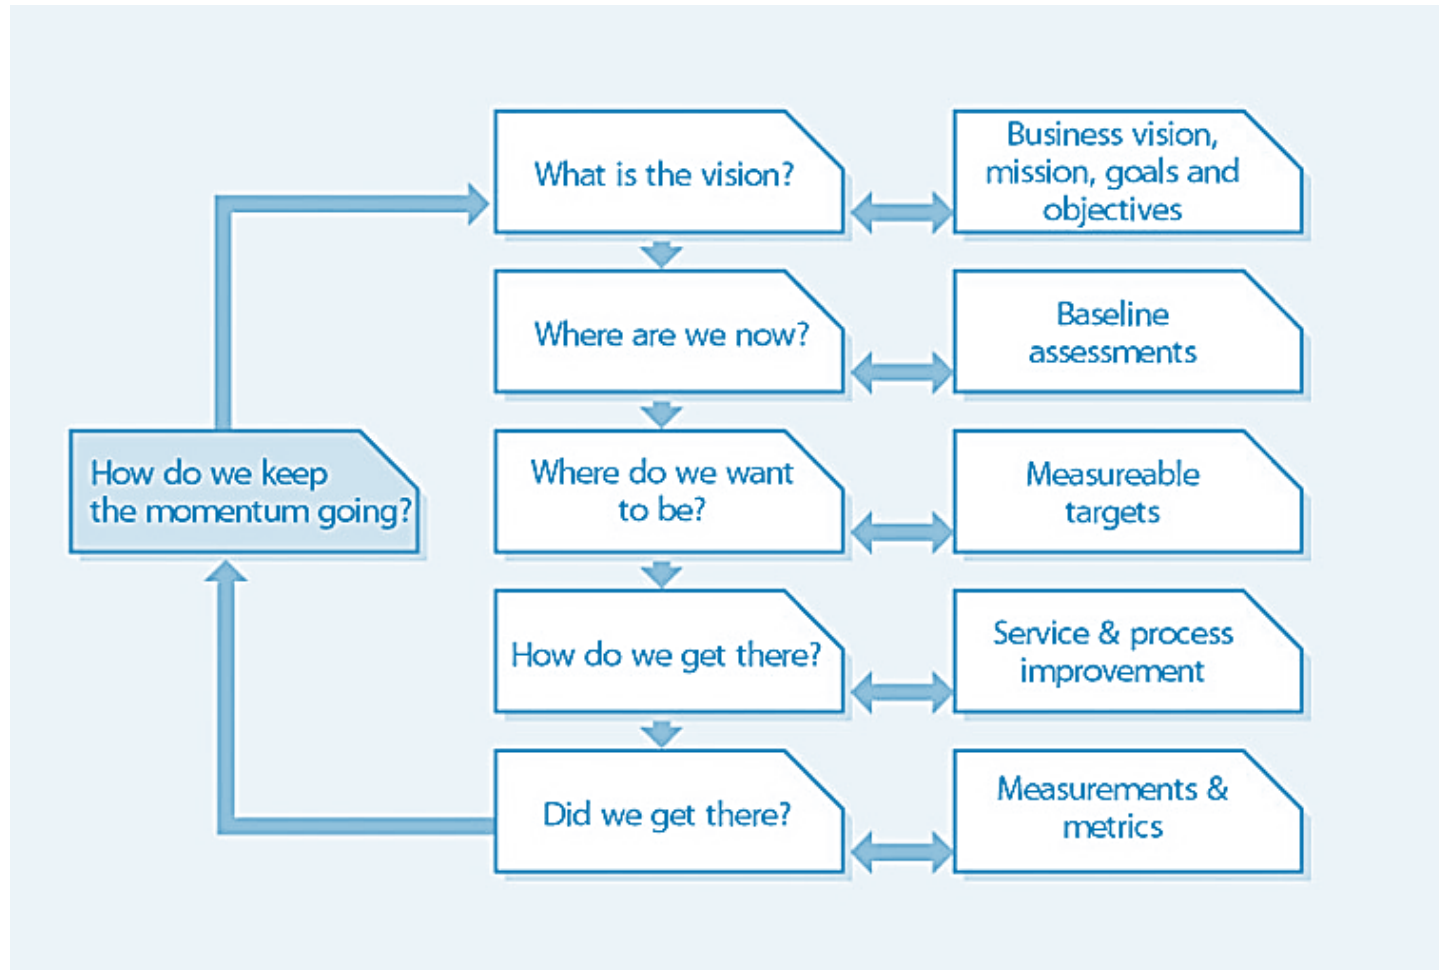 What is the vision?
Business vision,
mission, goals and
objectives
Where are we now?
Baseline
assessments
How do we keep
the momentum going?
Where do we want
to be?
Measureable
targets
How do we get there?
Service & process
improvement
Did we get there?
Measurements &
metrics